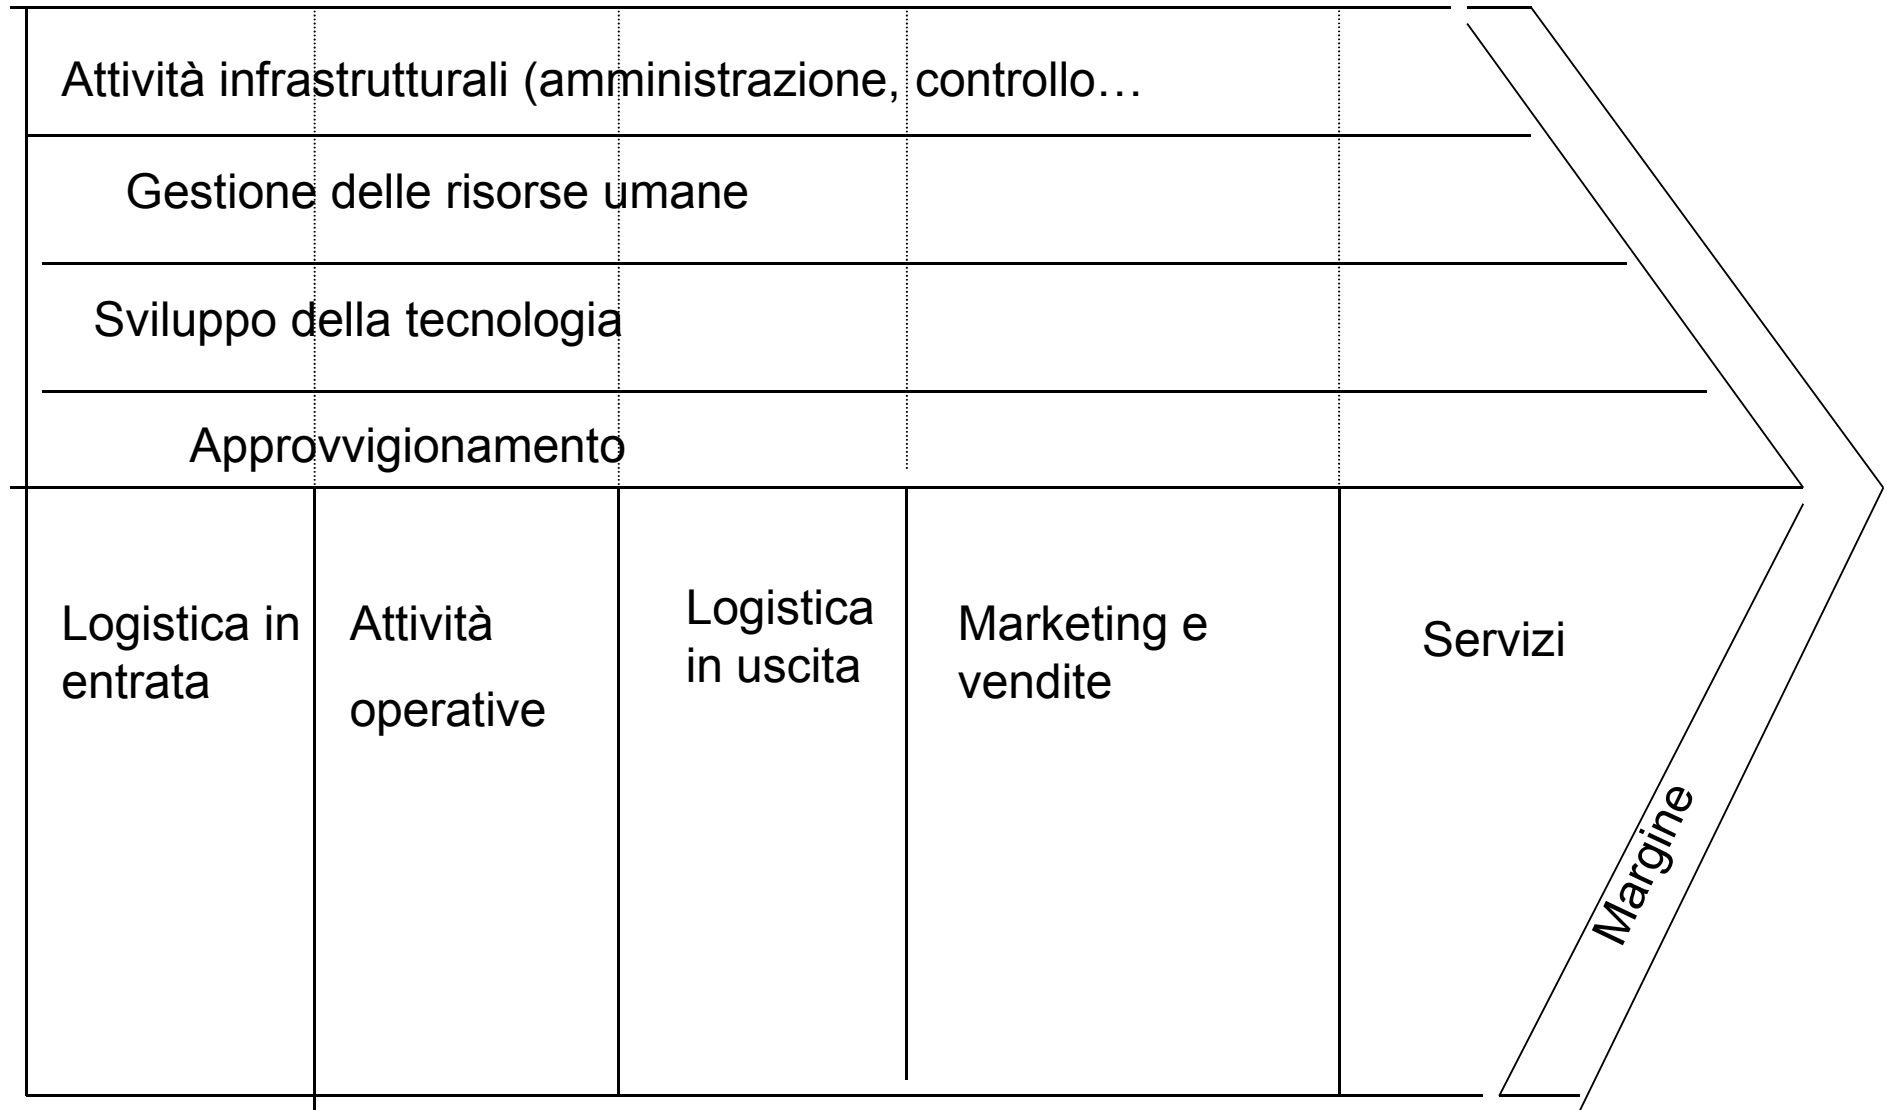 Attività infrastrutturali (amministrazione, controllo…
Gestione delle risorse umane
Sviluppo della tecnologia
Approvvigionamento
Logistica in
entrata
Attività
operative
Logistica
in uscita
Marketing e
vendite
Servizi
Margine